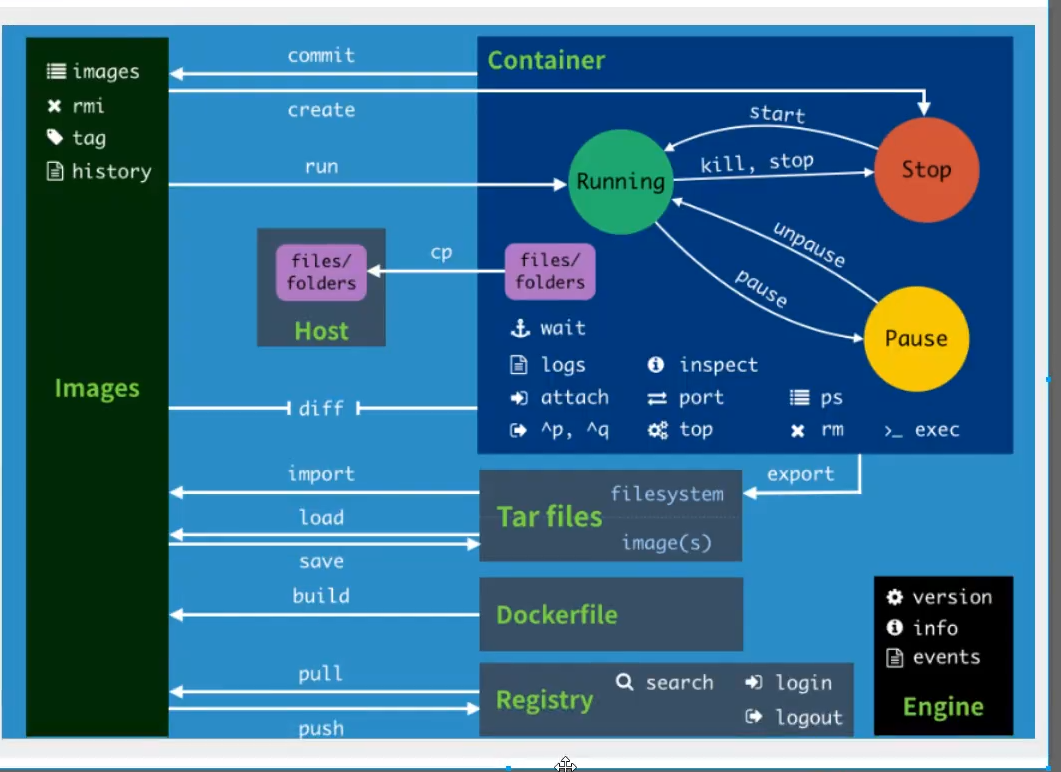 images
rmi
tag
history
Images
commit
create
run
cp
files/
folders
Host
diff
import
load
save
build
pull
push
Container
start
Running
kill, stop
Stop
unpause
pause
Pause
files/
folders
wait
logs
inspect
attach
port
ps
^p, ^q
top
rm
>_ exec
export
Tar files
filesystem
image(s)
Dockerfile
Registry
search
login
logout
version
info
events
Engine